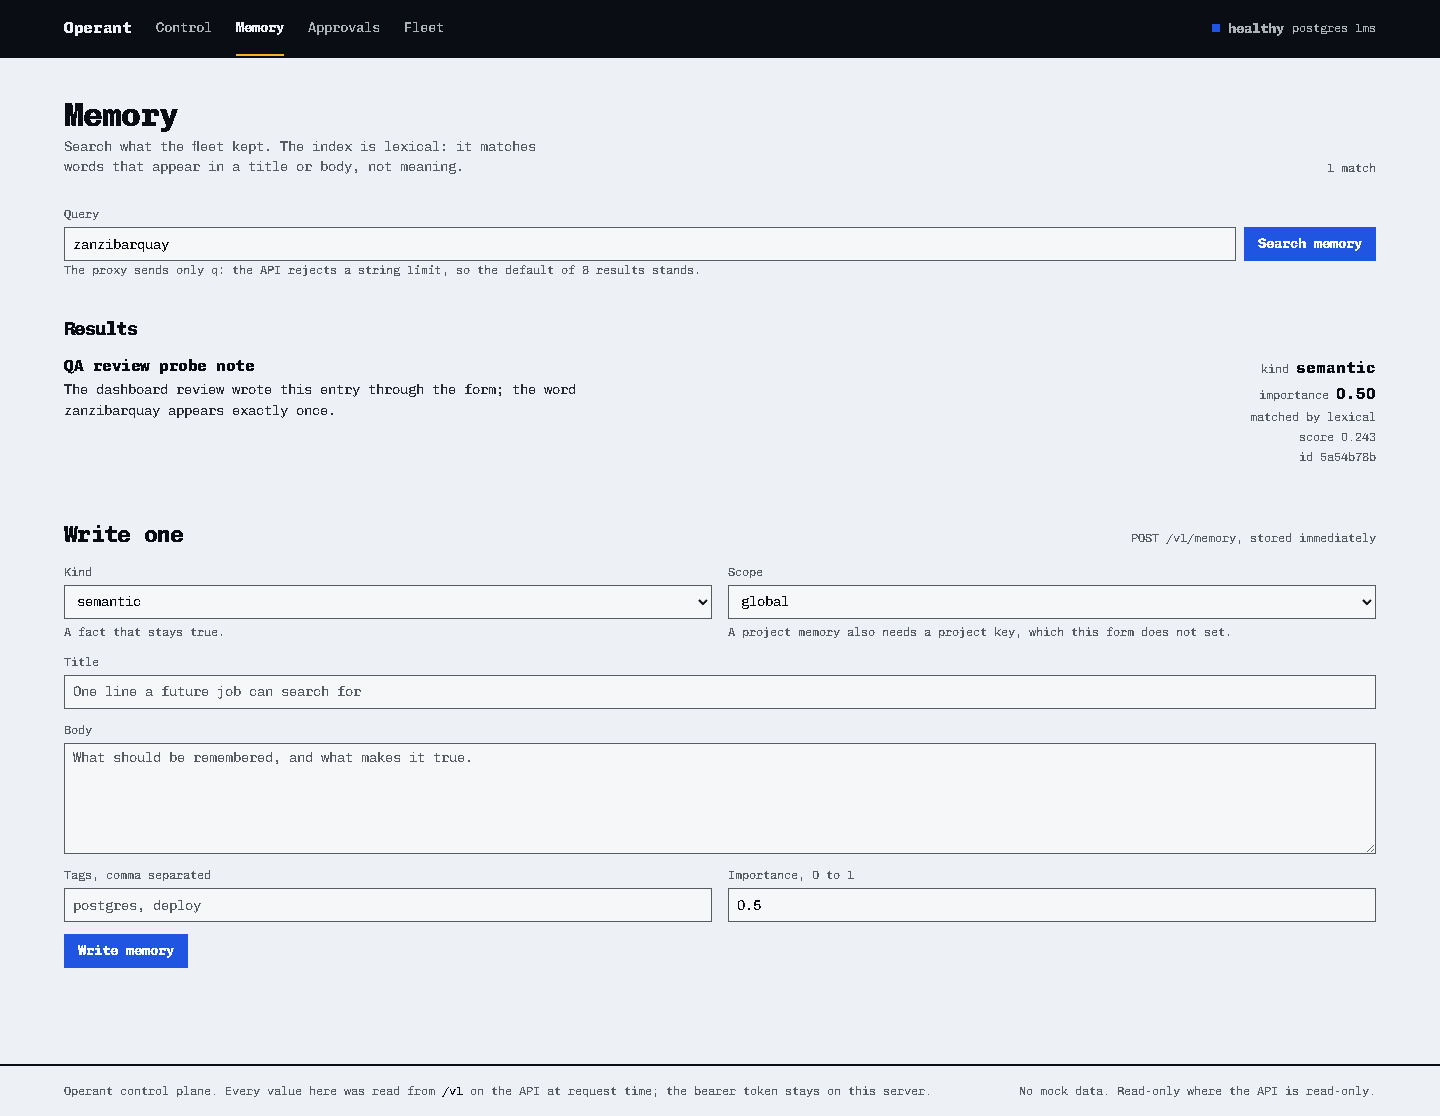 Operant Control Memory Approvals Fleet healthy postgres 1ms
Memory
Search what the fleet kept. The index is lexical: it matches
words that appear in a title or body, not meaning.
1 match
Query
zanzibarquay
Search memory
The proxy sends only q: the API rejects a string limit, so the default of 8 results stands.
Results
QA review probe note
The dashboard review wrote this entry through the form; the word
zanzibarquay appears exactly once.
kind semantic
importance 0.50
matched by lexical
score 0.243
id 5a54b78b
Write one
POST /v1/memory, stored immediately
Kind
semantic
A fact that stays true.
Scope
global
A project memory also needs a project key, which this form does not set.
Title
One line a future job can search for
Body
What should be remembered, and what makes it true.
Tags, comma separated
postgres, deploy
Importance, 0 to 1
0.5
Write memory
Operant control plane. Every value here was read from /v1 on the API at request time; the bearer token stays on this server.
No mock data. Read-only where the API is read-only.